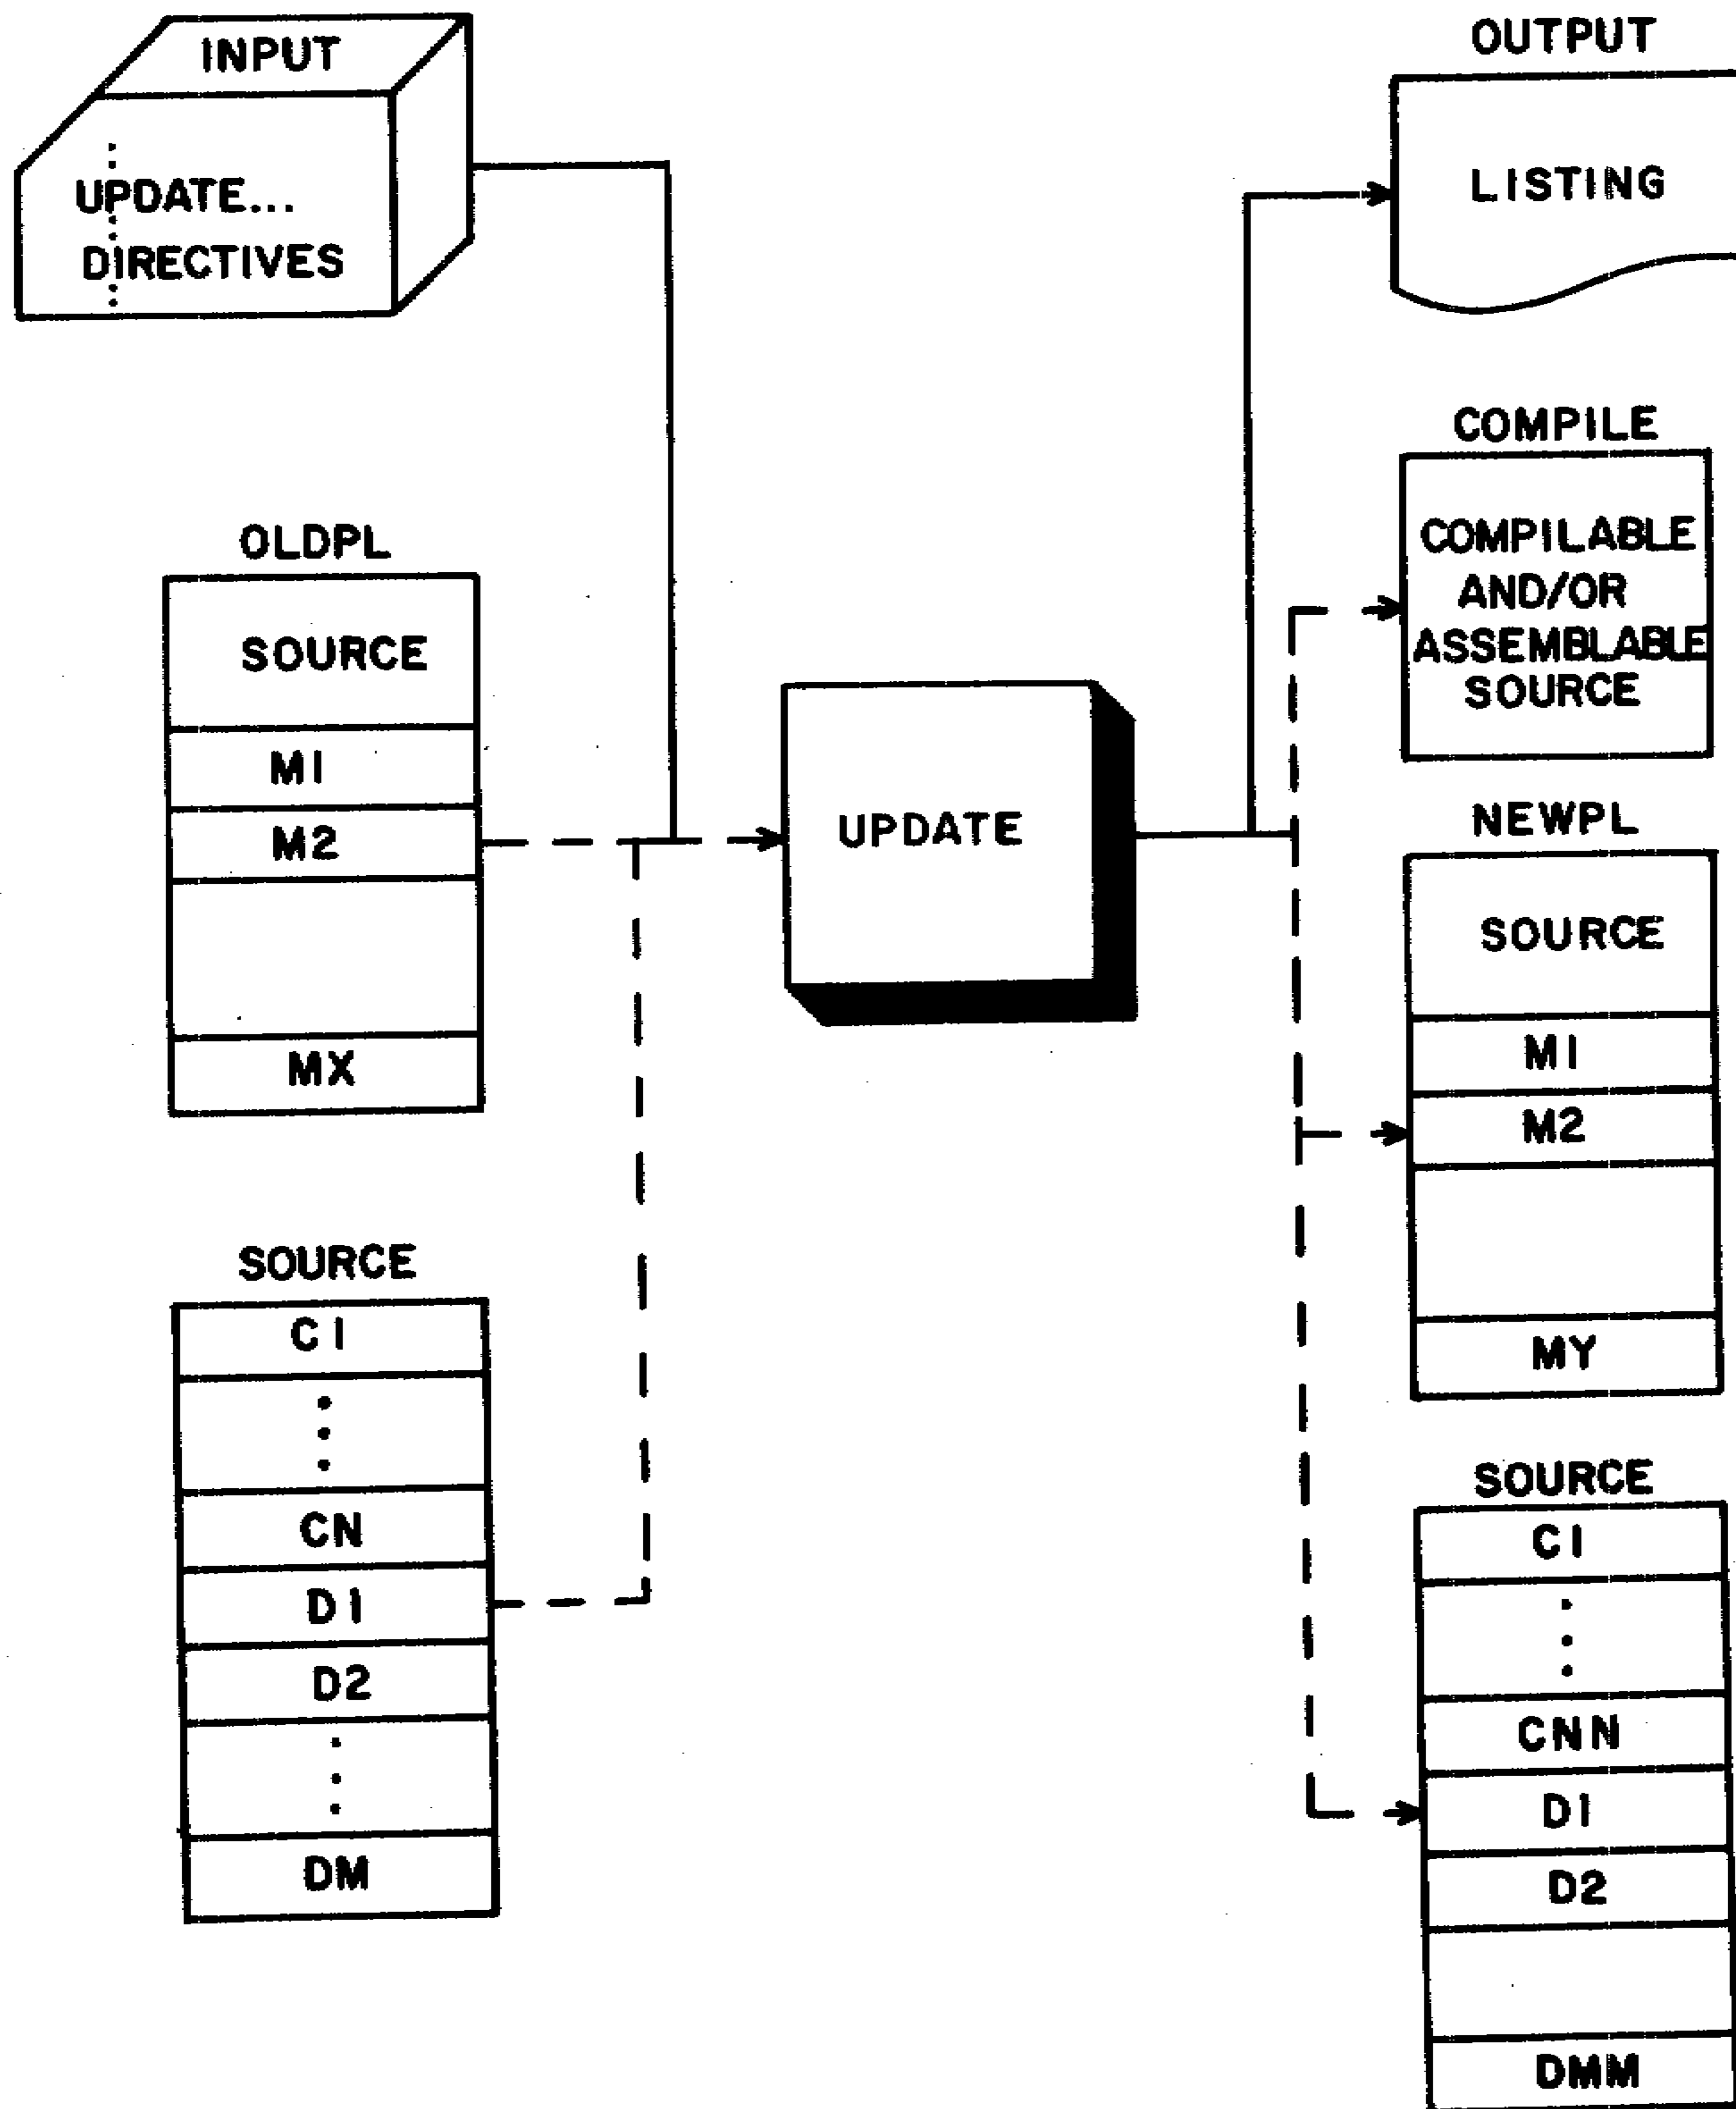 INPUT
UPDATE...
DIRECTIVES
OLDPL
SOURCE
M1
M2
MX
SOURCE
C1
CN
D1
D2
DM
UPDATE
OUTPUT
LISTING
COMPILE
COMPILABLE
AND/OR
ASSEMBLABLE
SOURCE
NEWPL
SOURCE
M1
M2
MY
SOURCE
C1
CNN
D1
D2
DMM